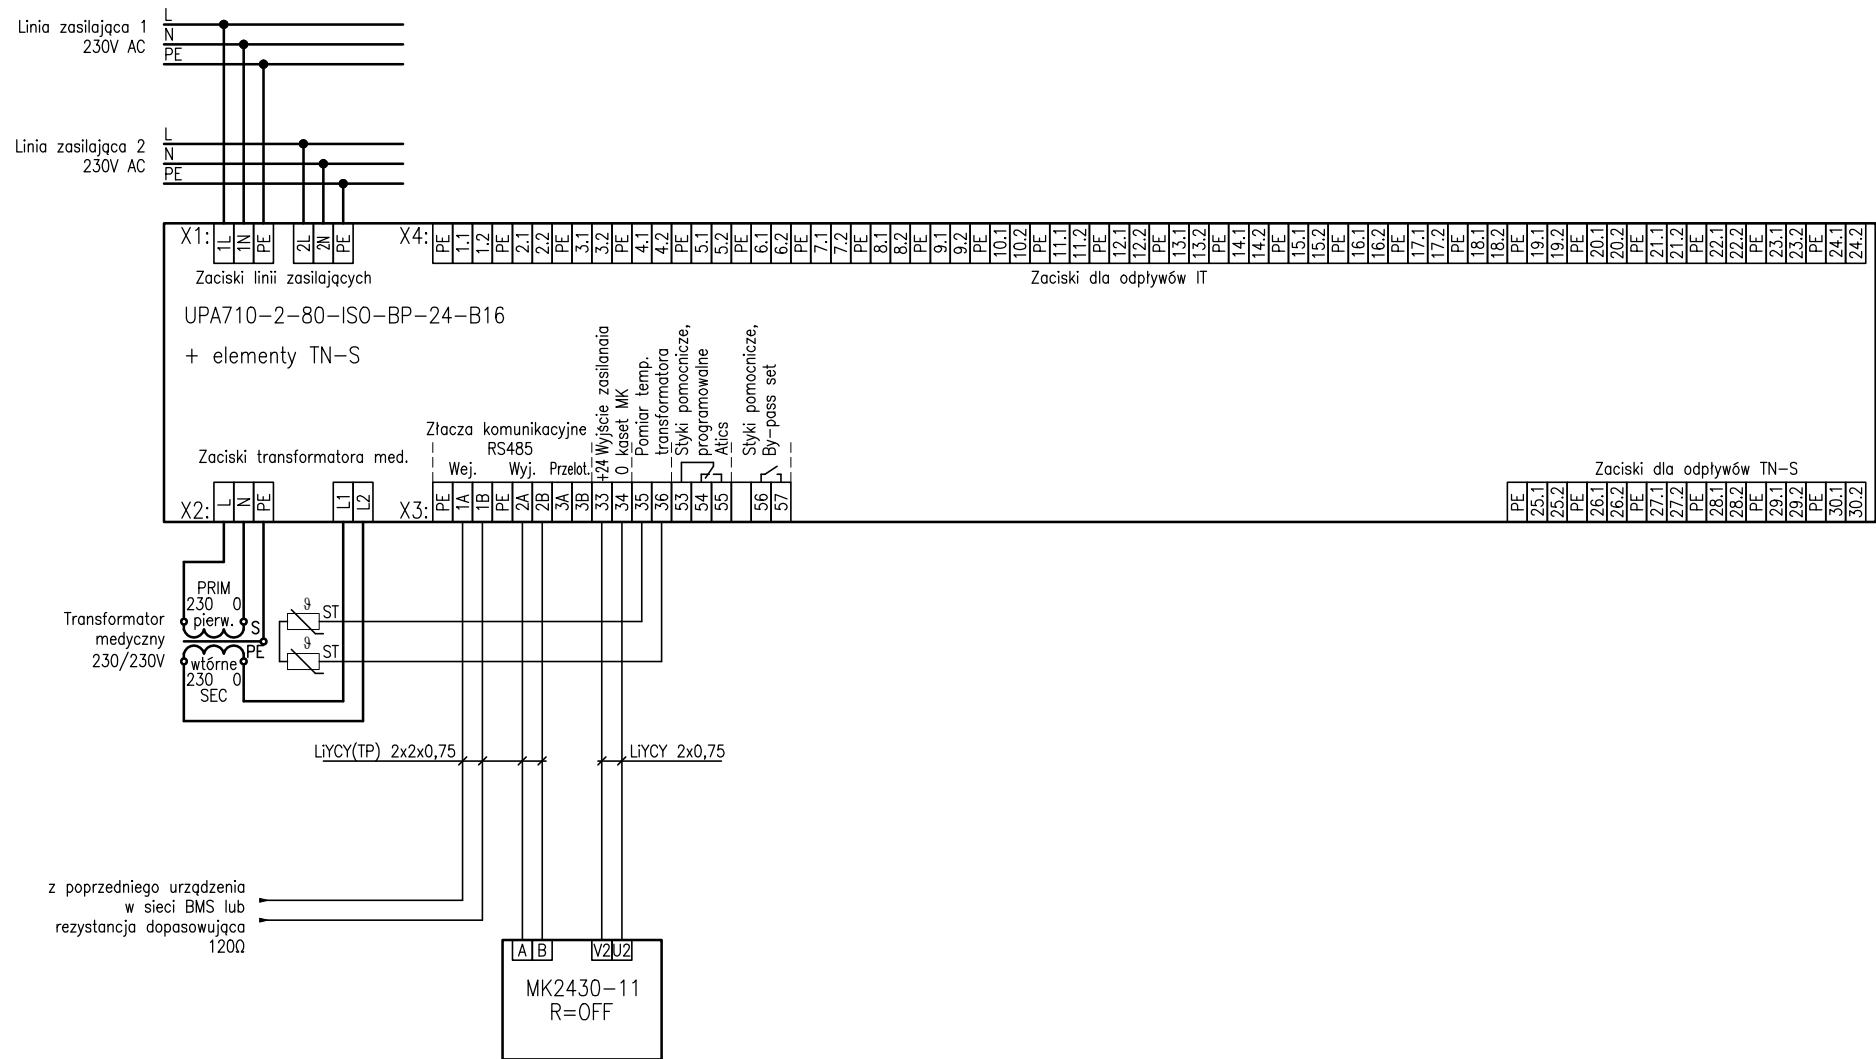 L
Linia zasilająca 1
N
230V AC
PE
L
Linia zasilająca 2
N
230V AC
PE
X1: 1L 1N PE 2L 2N PE
X4: PE 1.1 1.2 PE 2.1 2.2 PE 3.1 3.2 PE 4.1 4.2 PE 5.1 5.2 PE 6.1 6.2 PE 7.1 7.2 PE 8.1 8.2 PE 9.1 9.2 PE 10.1 10.2 PE 11.1 11.2 PE 12.1 12.2 PE 13.1 13.2 PE 14.1 14.2 PE 15.1 15.2 PE 16.1 16.2 PE 17.1 17.2 PE 18.1 18.2 PE 19.1 19.2 PE 20.1 20.2 PE 21.1 21.2 PE 22.1 22.2 PE 23.1 23.2 PE 24.1 24.2
Zaciski linii zasilających
Zaciski dla odpływów IT
UPA710-2-80-ISO-BP-24-B16
+ elementy TN-S
Złacza komunikacyjne
RS485
Wej. Wyj. Przelot.
+24 Wyjście zasilanaia
0 kaset MK
Pomiar temp.
transformatora
Styki pomocnicze,
programowalne
Atics
Styki pomocnicze,
By-pass set
Zaciski transformatora med.
Zaciski dla odpływów TN-S
X2: L N PE L1 L2
X3: PE 1A 1B PE 2A 2B 3A 3B 33 34 35 36 53 54 55 56 57
PE 25.1 25.2 PE 26.1 26.2 PE 27.1 27.2 PE 28.1 28.2 PE 29.1 29.2 PE 30.1 30.2
PRIM
230 0
pierw.
S
PE
wtórne
230 0
SEC
Transformator
medyczny
230/230V
ϑ ST
ϑ ST
LiYCY(TP) 2x2x0,75
LiYCY 2x0,75
z poprzedniego urządzenia
w sieci BMS lub
rezystancja dopasowująca
120Ω
A B V2 U2
MK2430-11
R=OFF